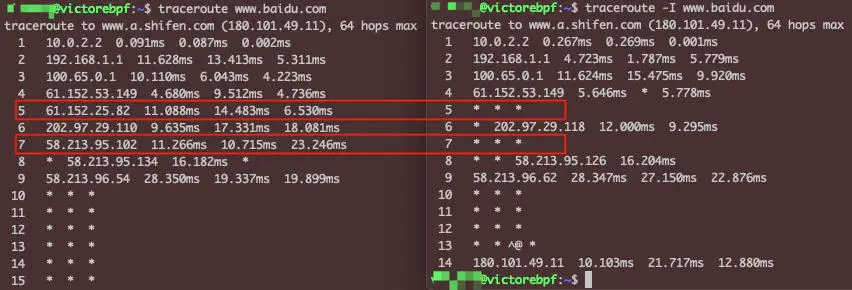 @victorebpf:~$ traceroute www.baidu.com
traceroute to www.a.shifen.com (180.101.49.11), 64 hops max
1 10.0.2.2 0.091ms 0.087ms 0.002ms
2 192.168.1.1 11.628ms 13.413ms 5.311ms
3 100.65.0.1 10.110ms 6.043ms 4.223ms
4 61.152.53.149 4.680ms 9.512ms 4.736ms
5 61.152.25.82 11.088ms 14.483ms 6.530ms
6 202.97.29.110 9.635ms 17.331ms 18.081ms
7 58.213.95.102 11.266ms 10.715ms 23.246ms
8 * 58.213.95.134 16.182ms *
9 58.213.96.54 28.350ms 19.337ms 19.899ms
10 * * *
11 * * *
12 * * *
13 * * *
14 * * *
15 * * *
@victorebpf:~$ traceroute -I www.baidu.com
traceroute to www.a.shifen.com (180.101.49.11), 64 hops max
1 10.0.2.2 0.267ms 0.269ms 0.001ms
2 192.168.1.1 4.723ms 1.787ms 5.779ms
3 100.65.0.1 11.624ms 15.475ms 9.920ms
4 61.152.53.149 5.646ms * 5.778ms
5 * * *
6 * 202.97.29.118 12.000ms 9.295ms
7 * * *
8 * * 58.213.95.126 16.204ms
9 58.213.96.62 28.347ms 27.150ms 22.876ms
10 * * *
11 * * *
12 * * *
13 * * ^@ *
14 180.101.49.11 10.103ms 21.717ms 12.880ms
@victorebpf:~$